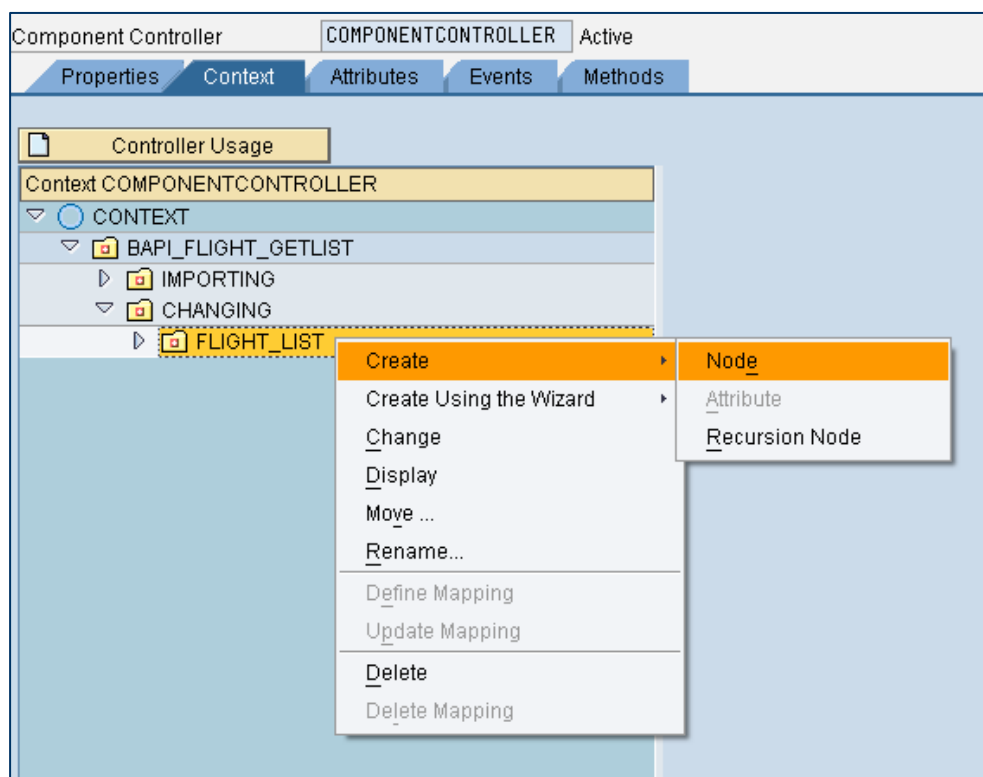 Component Controller COMPONENTCONTROLLER Active
Properties Context Attributes Events Methods
Controller Usage
Context COMPONENTCONTROLLER
CONTEXT
BAPI_FLIGHT_GETLIST
IMPORTING
CHANGING
FLIGHT_LIST
Create
Create Using the Wizard
Change
Display
Move ...
Rename...
Define Mapping
Update Mapping
Delete
Delete Mapping
Node
Attribute
Recursion Node